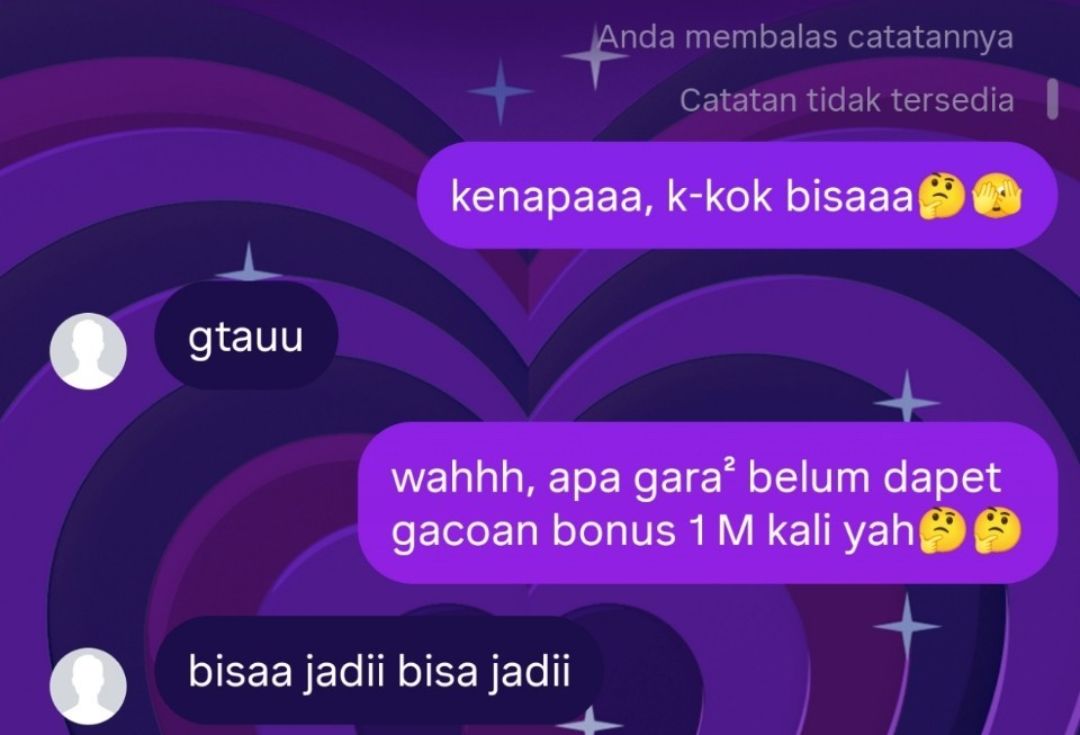 Anda membalas catatannya
Catatan tidak tersedia
kenapaaa, k-kok bisaaa🤔🫣
gtauu
wahhh, apa gara² belum dapet
gacoan bonus 1 M kali yah🤔🤔
bisaa jadii bisa jadii